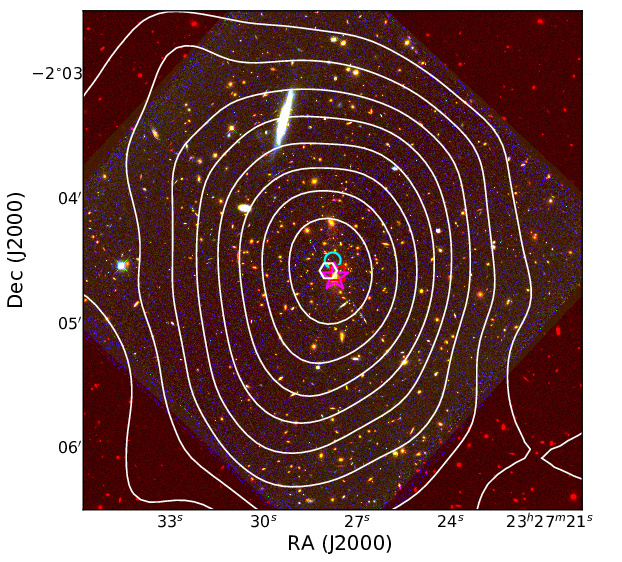 −2°03′
04′
05′
06′
Dec (J2000)
33ˢ 30ˢ 27ˢ 24ˢ 23ʰ27ᵐ21ˢ
RA (J2000)